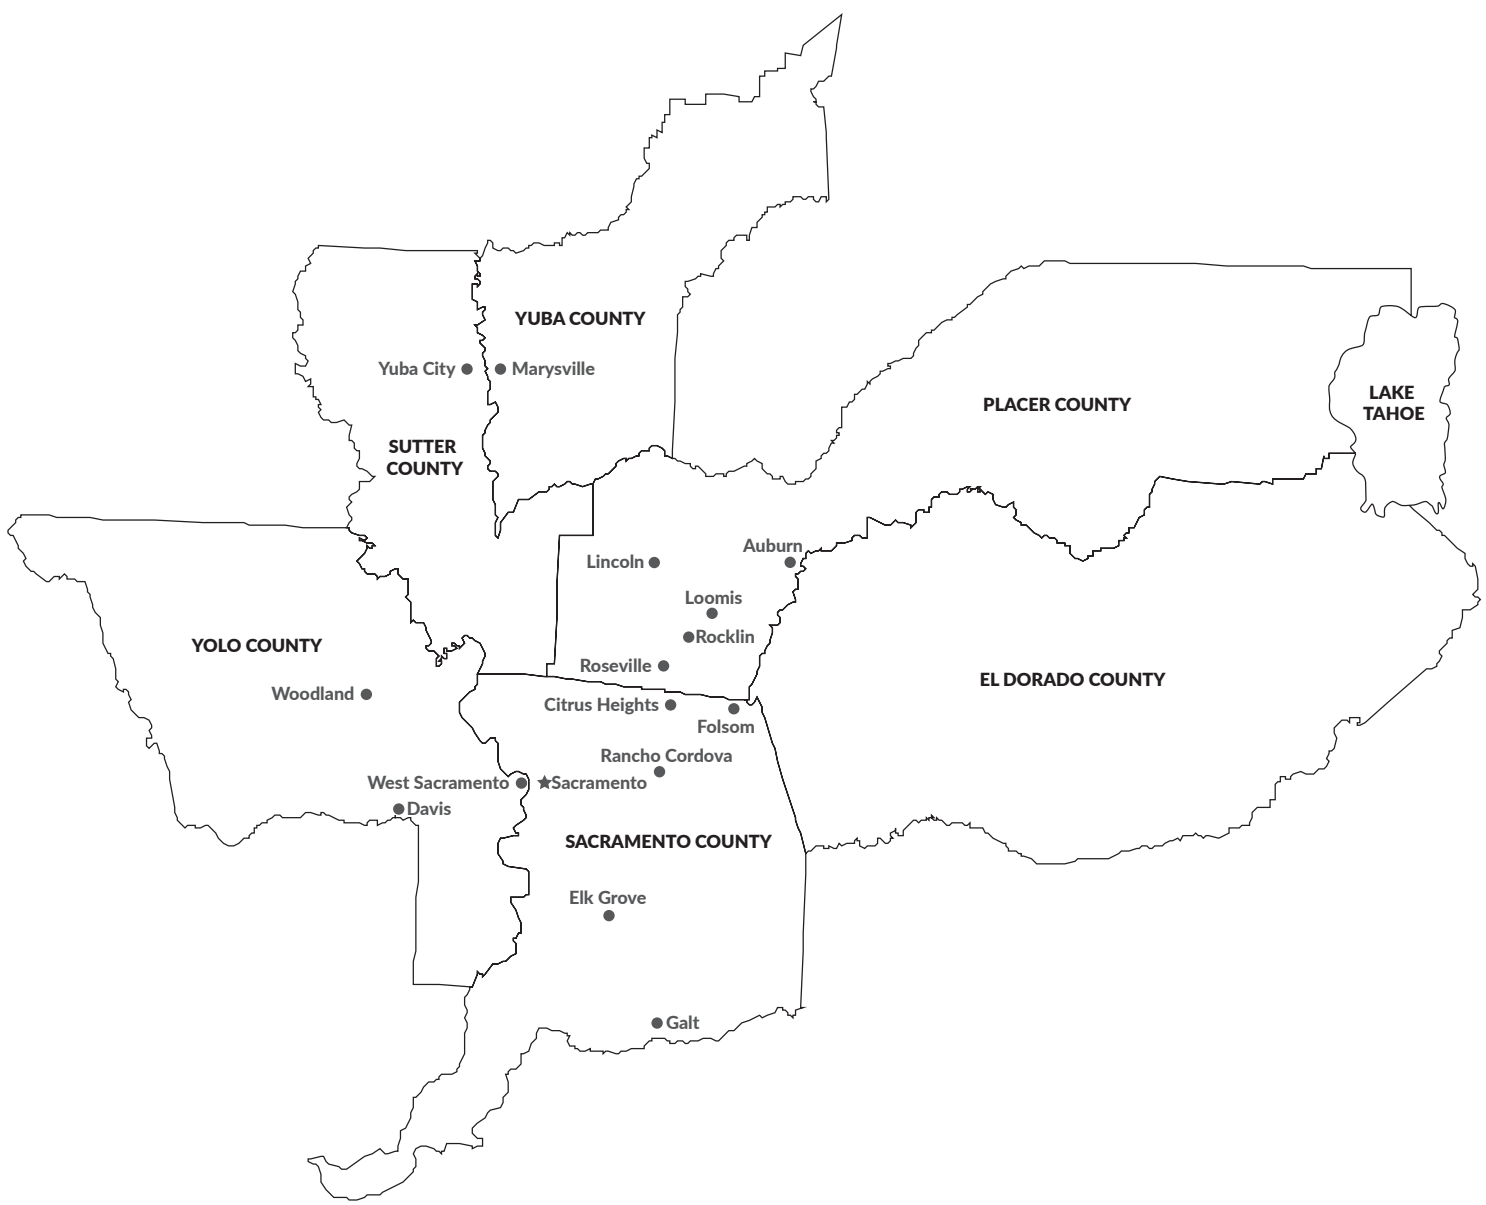 YUBA COUNTY
Yuba City
Marysville
LAKE
TAHOE
PLACER COUNTY
SUTTER
COUNTY
Auburn
Lincoln
Loomis
Rocklin
YOLO COUNTY
Roseville
EL DORADO COUNTY
Woodland
Citrus Heights
Folsom
Rancho Cordova
West Sacramento
Sacramento
Davis
SACRAMENTO COUNTY
Elk Grove
Galt